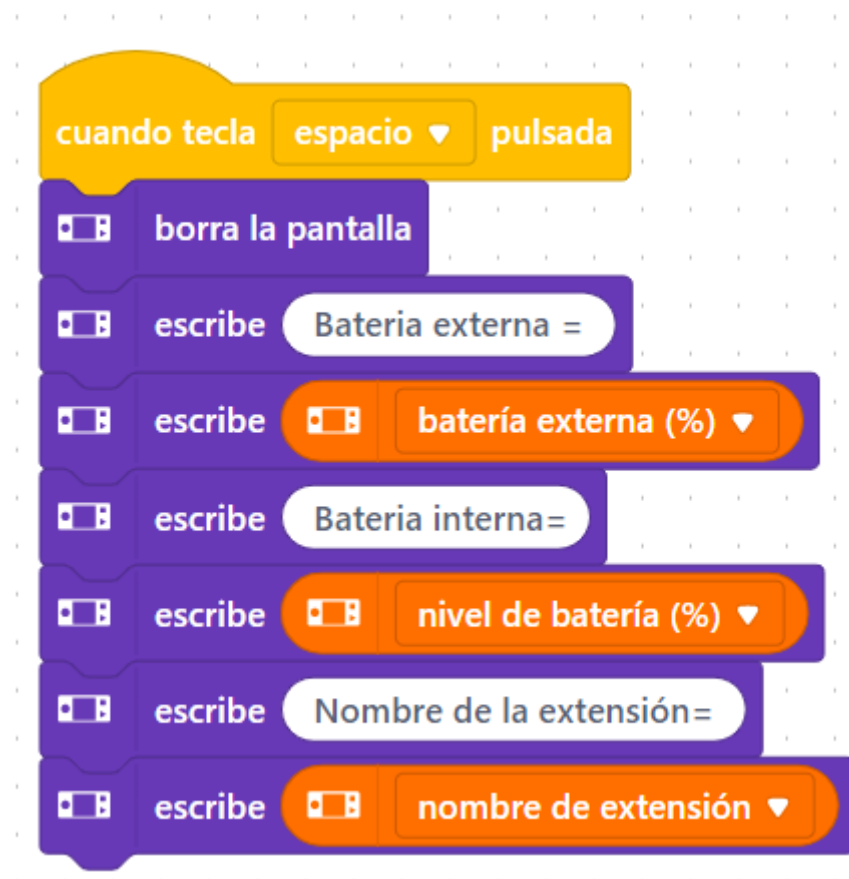 cuando tecla espacio pulsada
borra la pantalla
escribe Bateria externa =
escribe batería externa (%)
escribe Bateria interna=
escribe nivel de batería (%)
escribe Nombre de la extensión=
escribe nombre de extensión